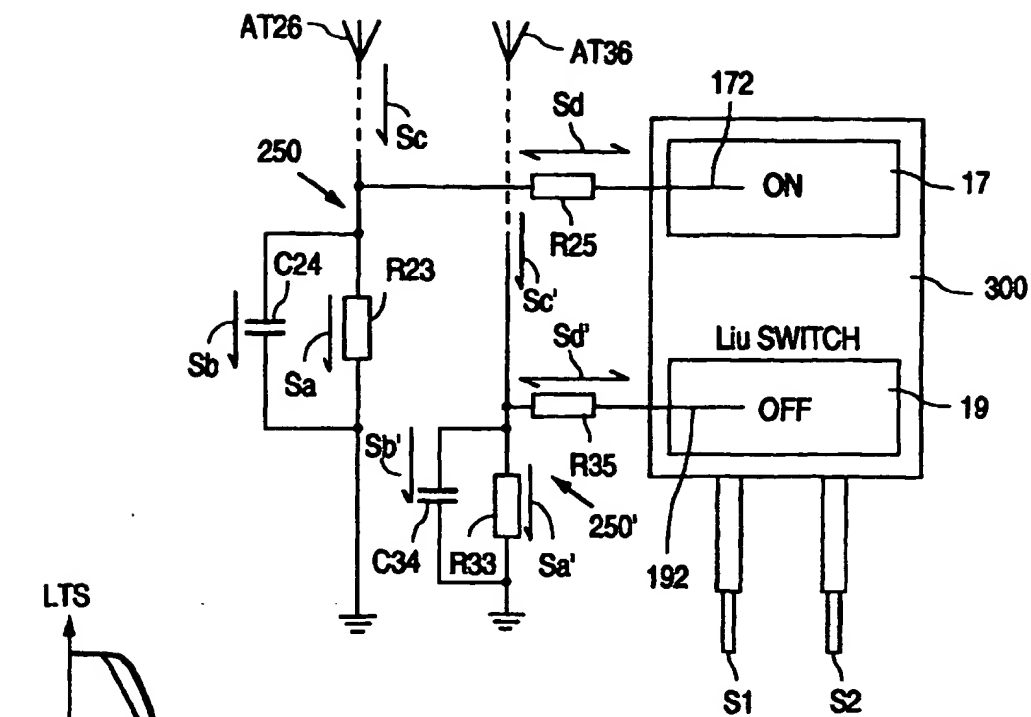 AT26
AT36
172
Sd
Sc
250
ON
17
R25
C24
R23
Sc'
300
Sb
Sa
Liu SWITCH
Sd'
OFF
19
Sb'
R35
C34
R33
Sa'
250'
192
LTS
S1
S2